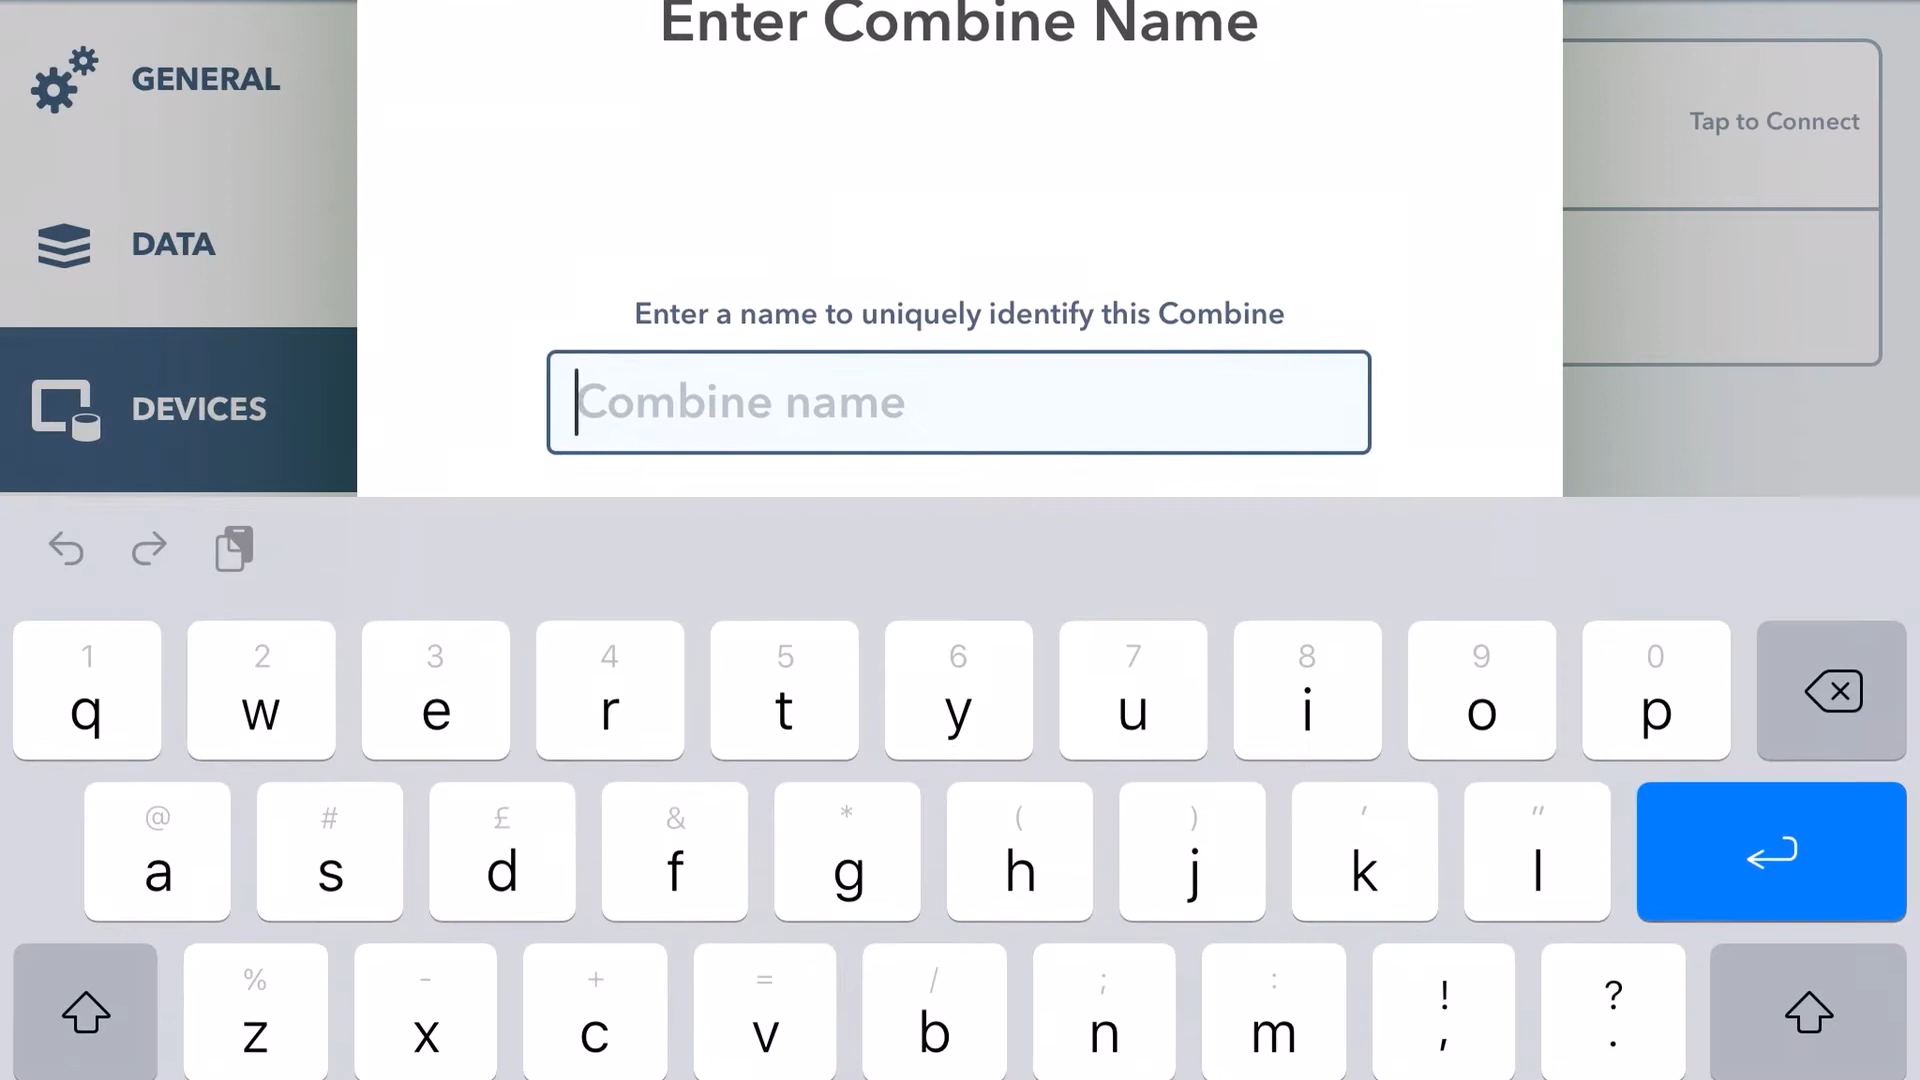 Enter Combine Name
GENERAL
Tap to Connect
DATA
Enter a name to uniquely identify this Combine
Combine name
DEVICES
1 2 3 4 5 6 7 8 9 0
q w e r t y u i o p
@ # £ & * ( ) ' "
a s d f g h j k l
% - + = / ; : ! ?
z x c v b n m , .